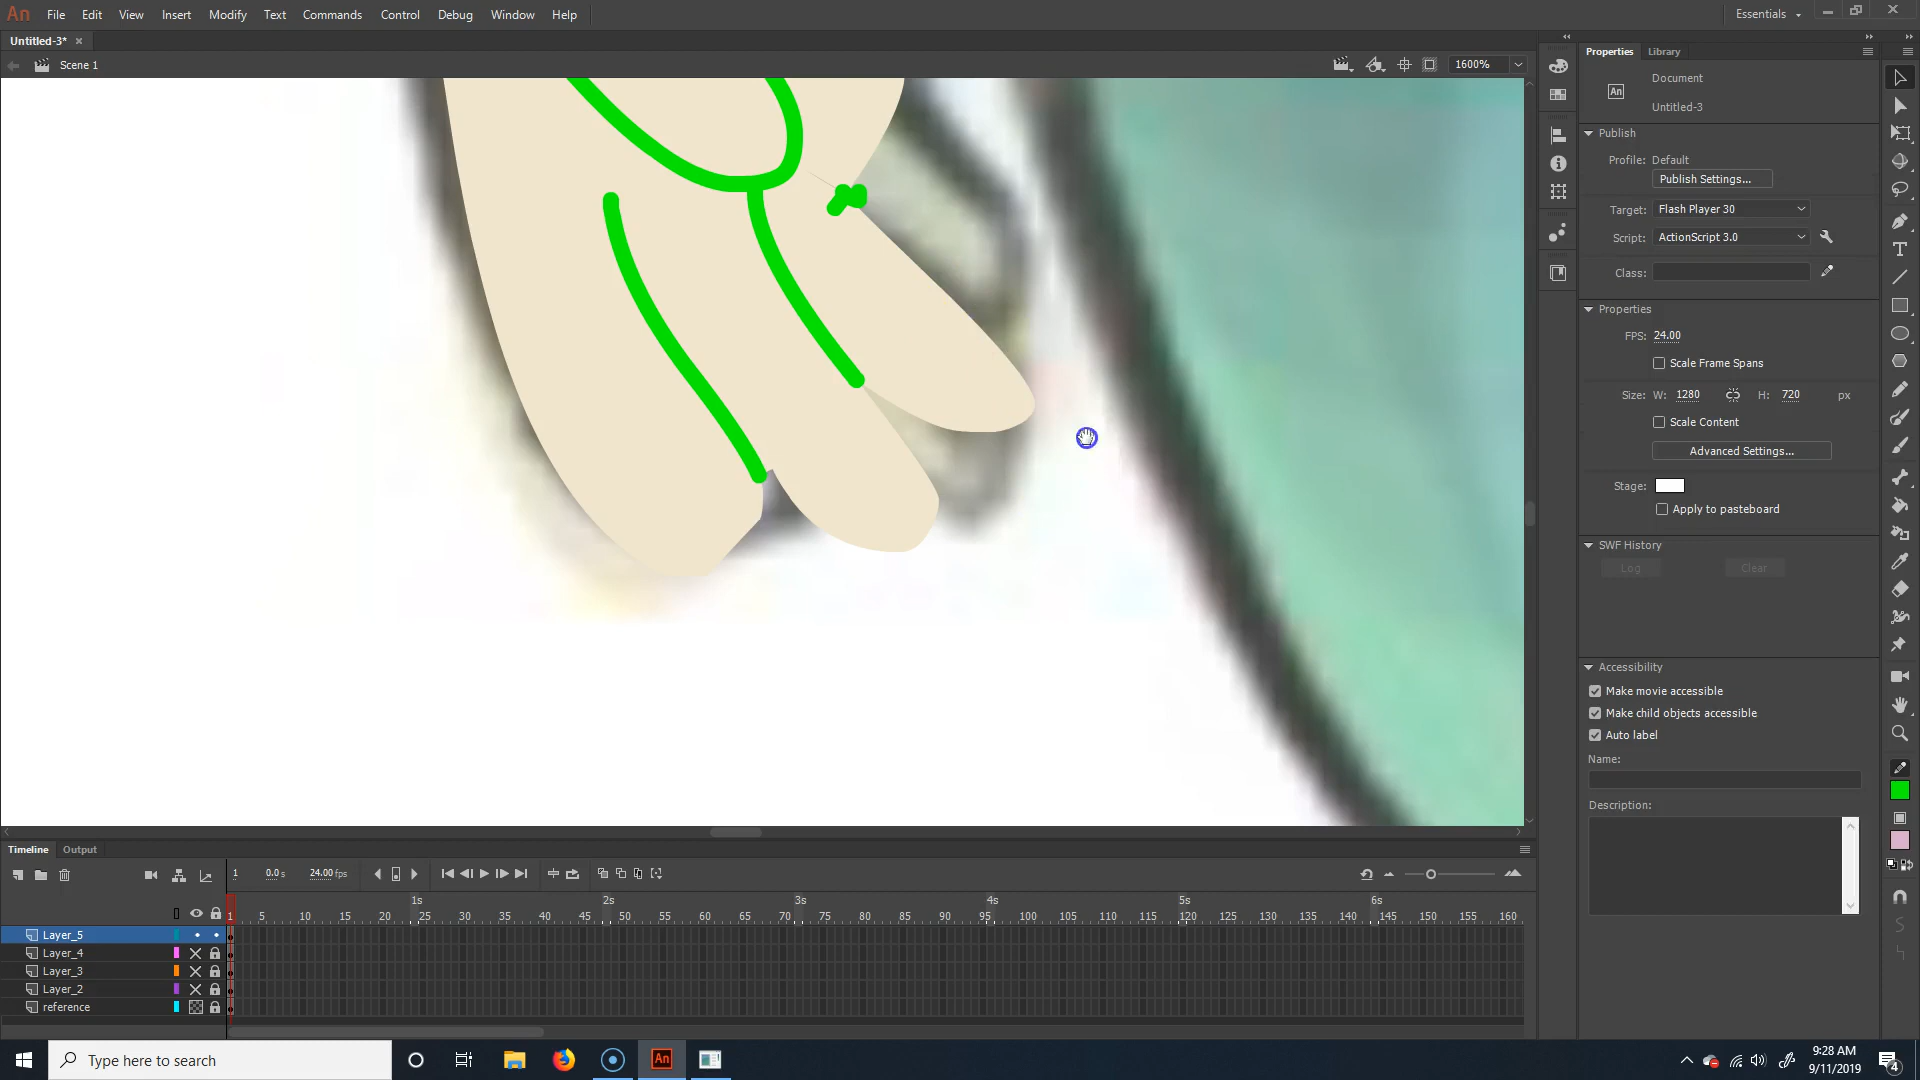 An File Edit View Insert Modify Text Commands Control Debug Window Help Essentials
Untitled-3* ×
Scene 1 1600%
Properties Library
Document
An Untitled-3
Publish
Profile: Default
Publish Settings...
Target: Flash Player 30
Script: ActionScript 3.0
Class:
Properties
FPS: 24.00
Scale Frame Spans
Size: W: 1280 H: 720 px
Scale Content
Advanced Settings...
Stage:
Apply to pasteboard
SWF History
Log Clear
Accessibility
Make movie accessible
Make child objects accessible
Auto label
Name:
Description:
Timeline Output
1 0.0 s 24.00 fps
1s 2s 3s 4s 5s 6s
1 5 10 15 20 25 30 35 40 45 50 55 60 65 70 75 80 85 90 95 100 105 110 115 120 125 130 135 140 145 150 155 160
Layer_5
Layer_4
Layer_3
Layer_2
reference
Type here to search An 9:28 AM
9/11/2019 4